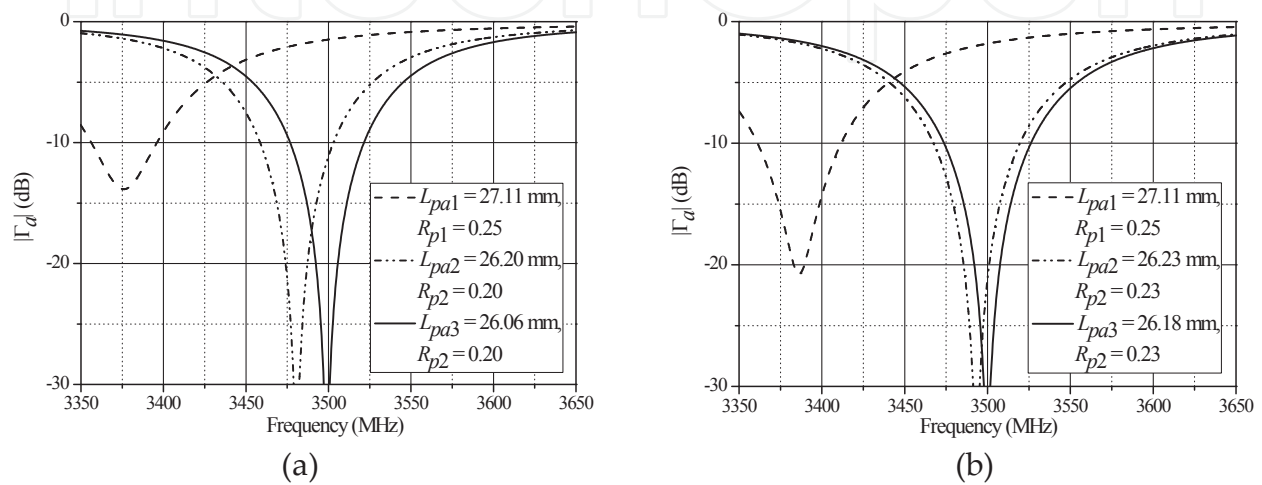 0
-10
-20
-30
|Γa| (dB)
3350 3400 3450 3500 3550 3600 3650
Frequency (MHz)
Lpa1 = 27.11 mm,
Rp1 = 0.25
Lpa2 = 26.20 mm,
Rp2 = 0.20
Lpa3 = 26.06 mm,
Rp2 = 0.20
(a)
0
-10
-20
-30
|Γa| (dB)
3350 3400 3450 3500 3550 3600 3650
Frequency (MHz)
Lpa1 = 27.11 mm,
Rp1 = 0.25
Lpa2 = 26.23 mm,
Rp2 = 0.23
Lpa3 = 26.18 mm,
Rp2 = 0.23
(b)